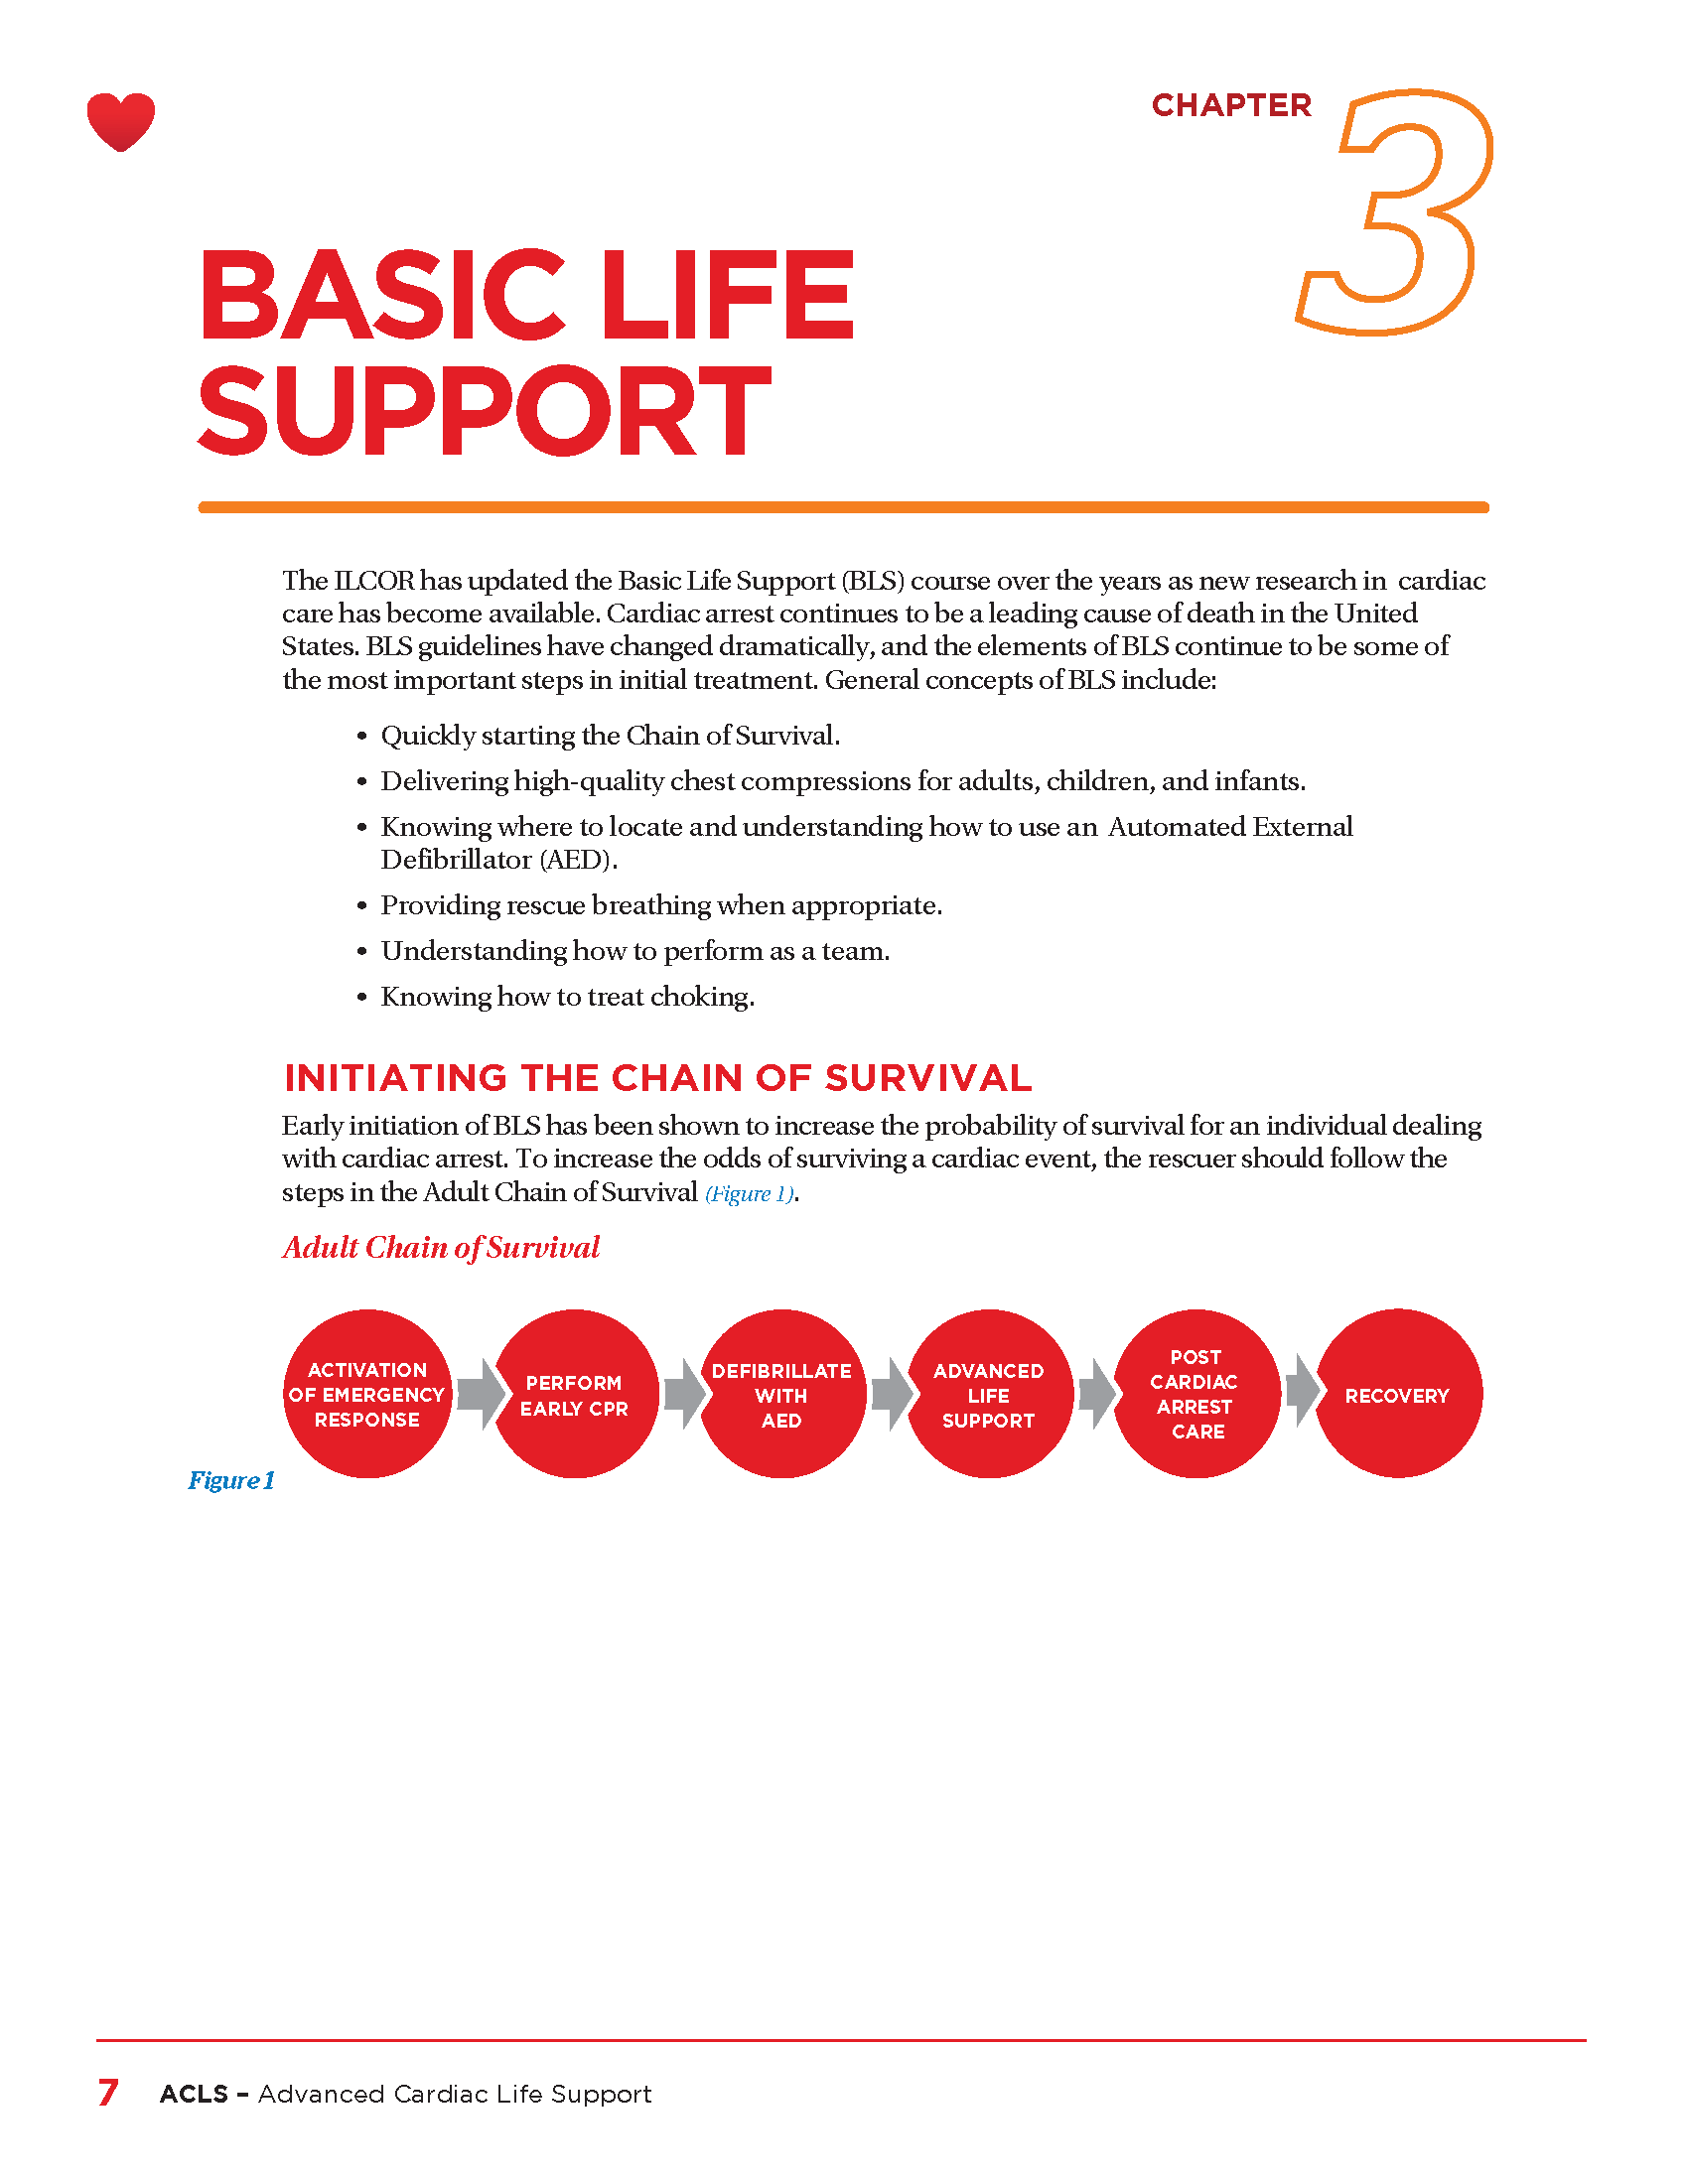 CHAPTER
3
BASIC LIFE
SUPPORT
The ILCOR has updated the Basic Life Support (BLS) course over the years as new research in cardiac
care has become available. Cardiac arrest continues to be a leading cause of death in the United
States. BLS guidelines have changed dramatically, and the elements of BLS continue to be some of
the most important steps in initial treatment. General concepts of BLS include:
• Quickly starting the Chain of Survival.
• Delivering high-quality chest compressions for adults, children, and infants.
• Knowing where to locate and understanding how to use an Automated External
Defibrillator (AED).
• Providing rescue breathing when appropriate.
• Understanding how to perform as a team.
• Knowing how to treat choking.
INITIATING THE CHAIN OF SURVIVAL
Early initiation of BLS has been shown to increase the probability of survival for an individual dealing
with cardiac arrest. To increase the odds of surviving a cardiac event, the rescuer should follow the
steps in the Adult Chain of Survival (Figure 1).
Adult Chain of Survival
ACTIVATION
OF EMERGENCY
RESPONSE
PERFORM
EARLY CPR
DEFIBRILLATE
WITH
AED
ADVANCED
LIFE
SUPPORT
POST
CARDIAC
ARREST
CARE
RECOVERY
Figure 1
7 ACLS – Advanced Cardiac Life Support